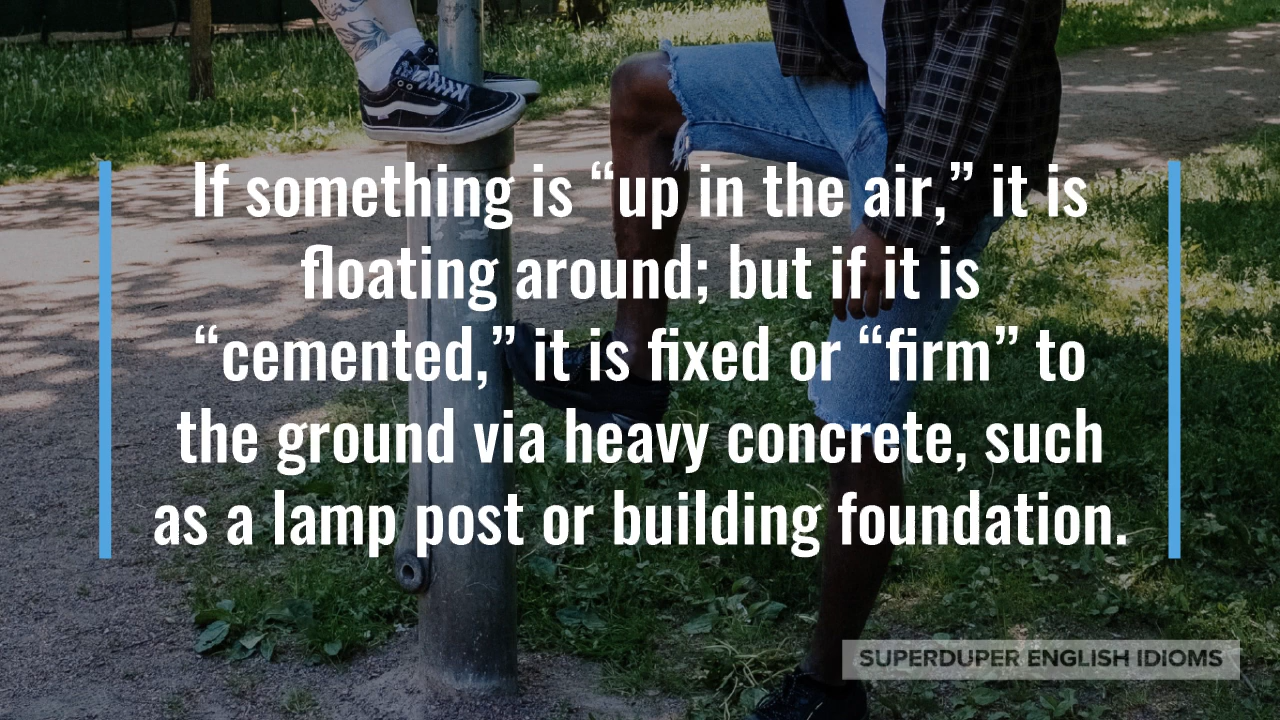 If something is “up in the air,” it is
floating around; but if it is
“cemented,” it is fixed or “firm” to
the ground via heavy concrete, such
as a lamp post or building foundation.
SUPERDUPER ENGLISH IDIOMS